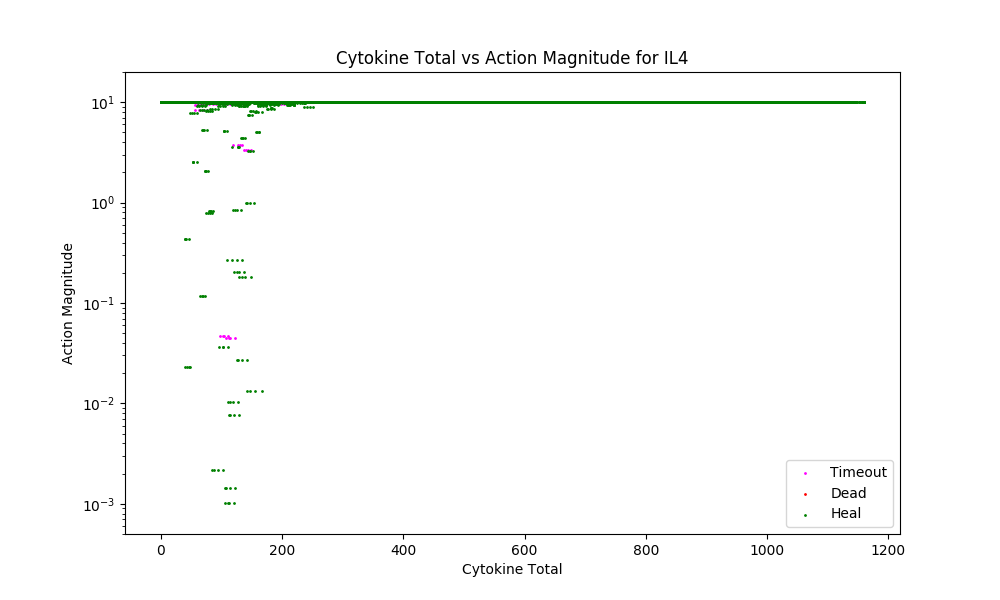 Cytokine Total vs Action Magnitude for IL4
Action Magnitude
10¹
10⁰
10⁻¹
10⁻²
10⁻³
0 200 400 600 800 1000 1200
Cytokine Total
Timeout
Dead
Heal